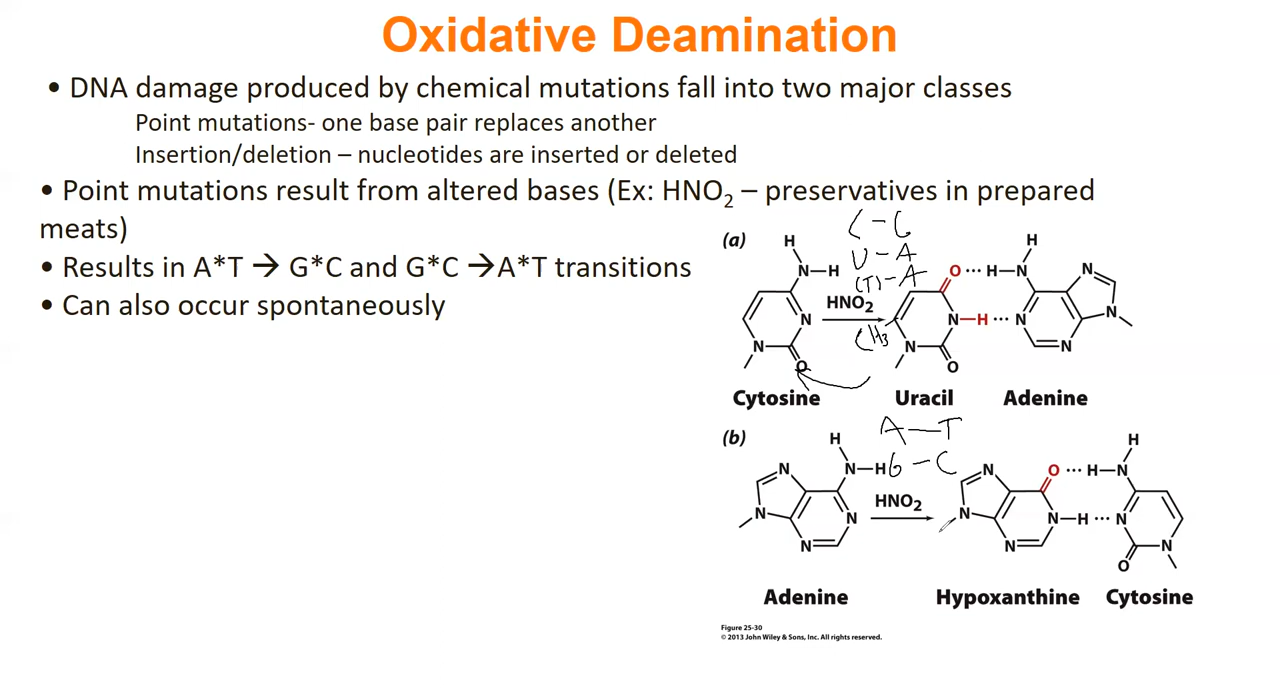 Oxidative Deamination
• DNA damage produced by chemical mutations fall into two major classes
Point mutations- one base pair replaces another
Insertion/deletion – nucleotides are inserted or deleted
• Point mutations result from altered bases (Ex: HNO₂ – preservatives in prepared
meats)
• Results in A*T → G*C and G*C →A*T transitions
• Can also occur spontaneously
(a)
C – G
U – A
(T) – A
H
N–H
N
N
O
HNO₂
CH₃
O ··· H–N
H
N–H ··· N
N
O
N
N
N
Cytosine Uracil Adenine
(b)
A — T
G – C
H
N–H
N
N
N
N
HNO₂
N
O ··· H–N
H
N
N–H ··· N
N
O
N
Adenine Hypoxanthine Cytosine
Figure 25-30
© 2013 John Wiley & Sons, Inc. All rights reserved.